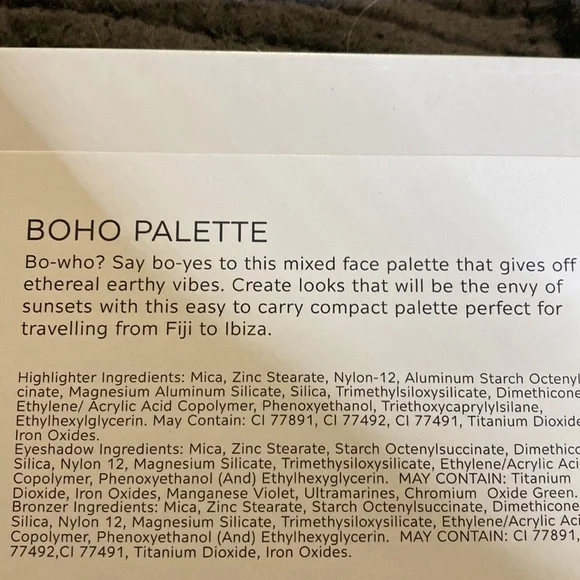 BOHO PALETTE
Bo-who? Say bo-yes to this mixed face palette that gives off
ethereal earthy vibes. Create looks that will be the envy of
sunsets with this easy to carry compact palette perfect for
travelling from Fiji to Ibiza.
Highlighter Ingredients: Mica, Zinc Stearate, Nylon-12, Aluminum Starch Octenyl
cinate, Magnesium Aluminum Silicate, Silica, Trimethylsiloxysilicate, Dimethicone
Ethylene/ Acrylic Acid Copolymer, Phenoxyethanol, Triethoxycaprylylsilane,
Ethylhexylglycerin. May Contain: CI 77891, CI 77492, CI 77491, Titanium Dioxide
Iron Oxides.
Eyeshadow Ingredients: Mica, Zinc Stearate, Starch Octenylsuccinate, Dimethico
Silica, Nylon 12, Magnesium Silicate, Trimethysiloxysilicate, Ethylene/Acrylic Aci
Copolymer, Phenoxyethanol (And) Ethylhexyglycerin. MAY CONTAIN: Titanium
Dioxide, Iron Oxides, Manganese Violet, Ultramarines, Chromium Oxide Green.
Bronzer Ingredients: Mica, Zinc Stearate, Starch Octenylsuccinate, Dimethicone
Silica, Nylon 12, Magnesium Silicate, Trimethysiloxysilicate, Ethylene/Acrylic Aci
Copolymer, Phenoxyethanol (And) Ethylhexyglycerin. MAY CONTAIN: CI 77891,
77492,CI 77491, Titanium Dioxide, Iron Oxides.